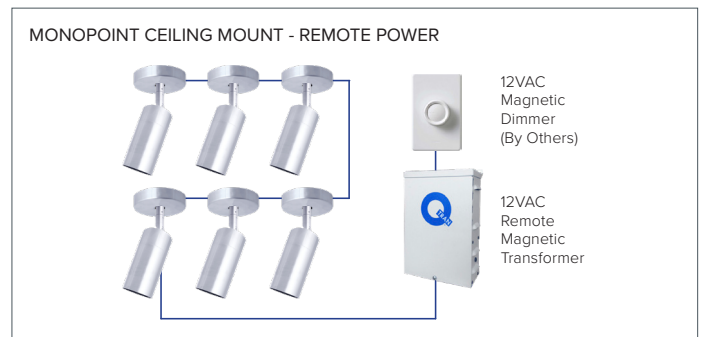 MONOPOINT CEILING MOUNT - REMOTE POWER
12VAC
Magnetic
Dimmer
(By Others)
12VAC
Remote
Magnetic
Transformer
Q